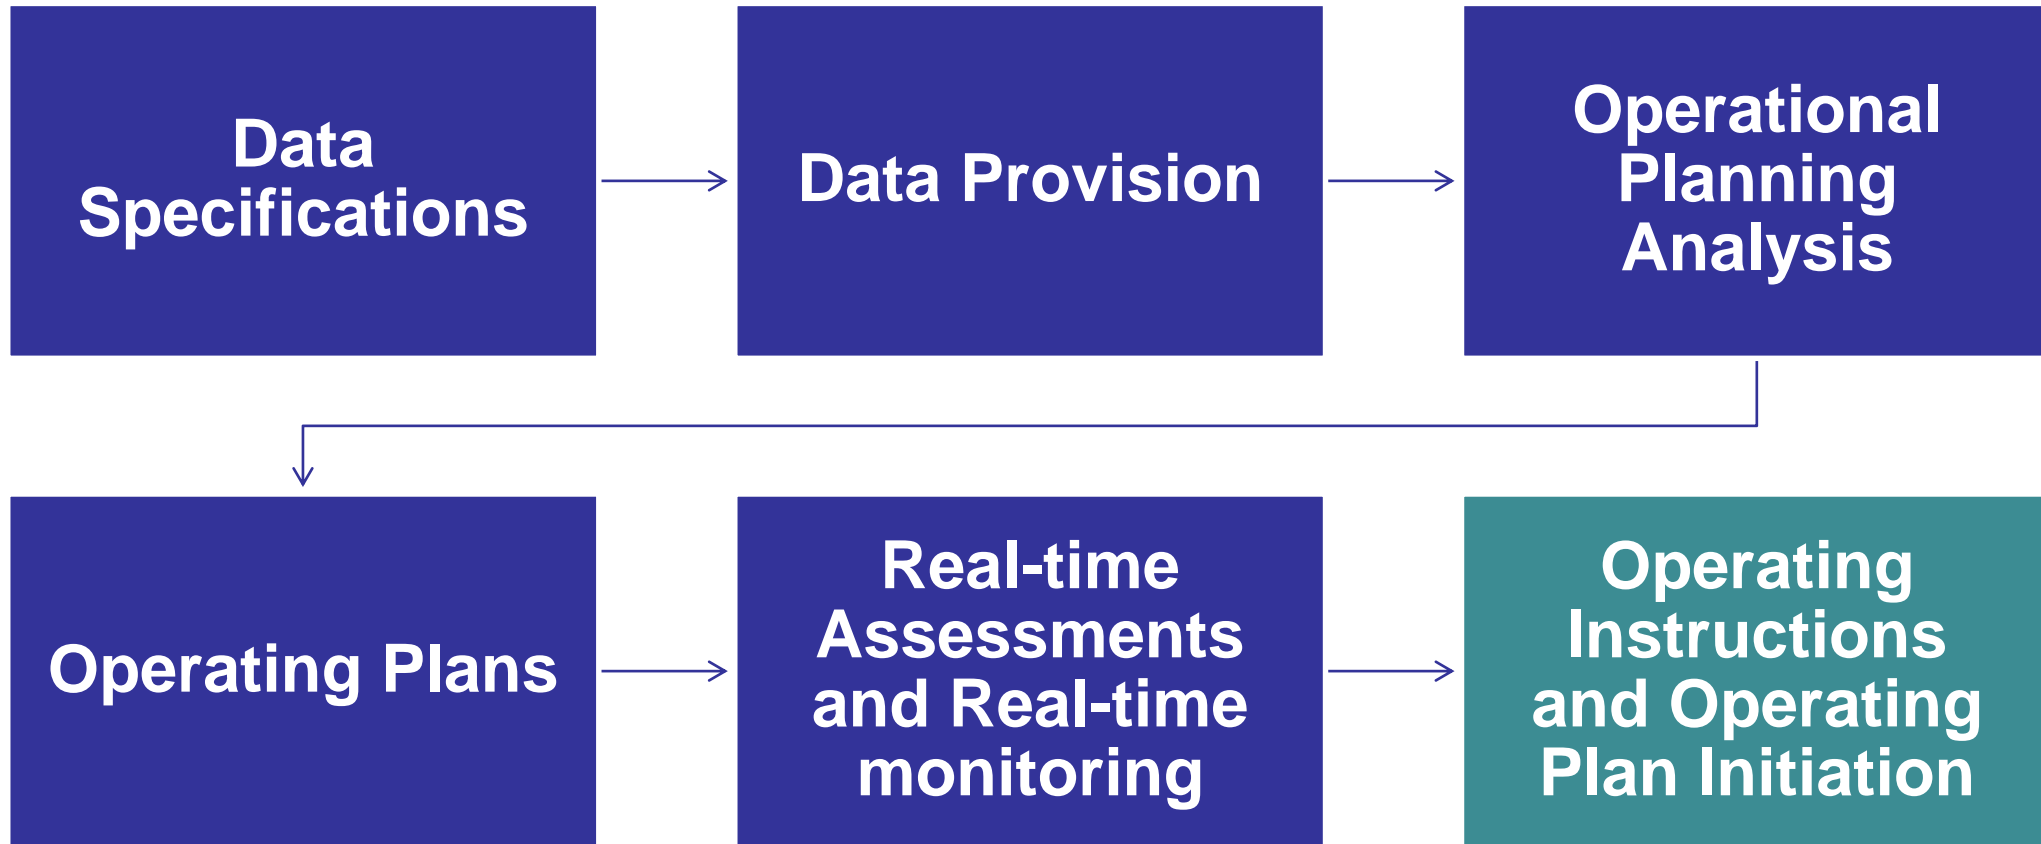 Data
Specifications
Data Provision
Operational
Planning
Analysis
Operating Plans
Real-time
Assessments
and Real-time
monitoring
Operating
Instructions
and Operating
Plan Initiation